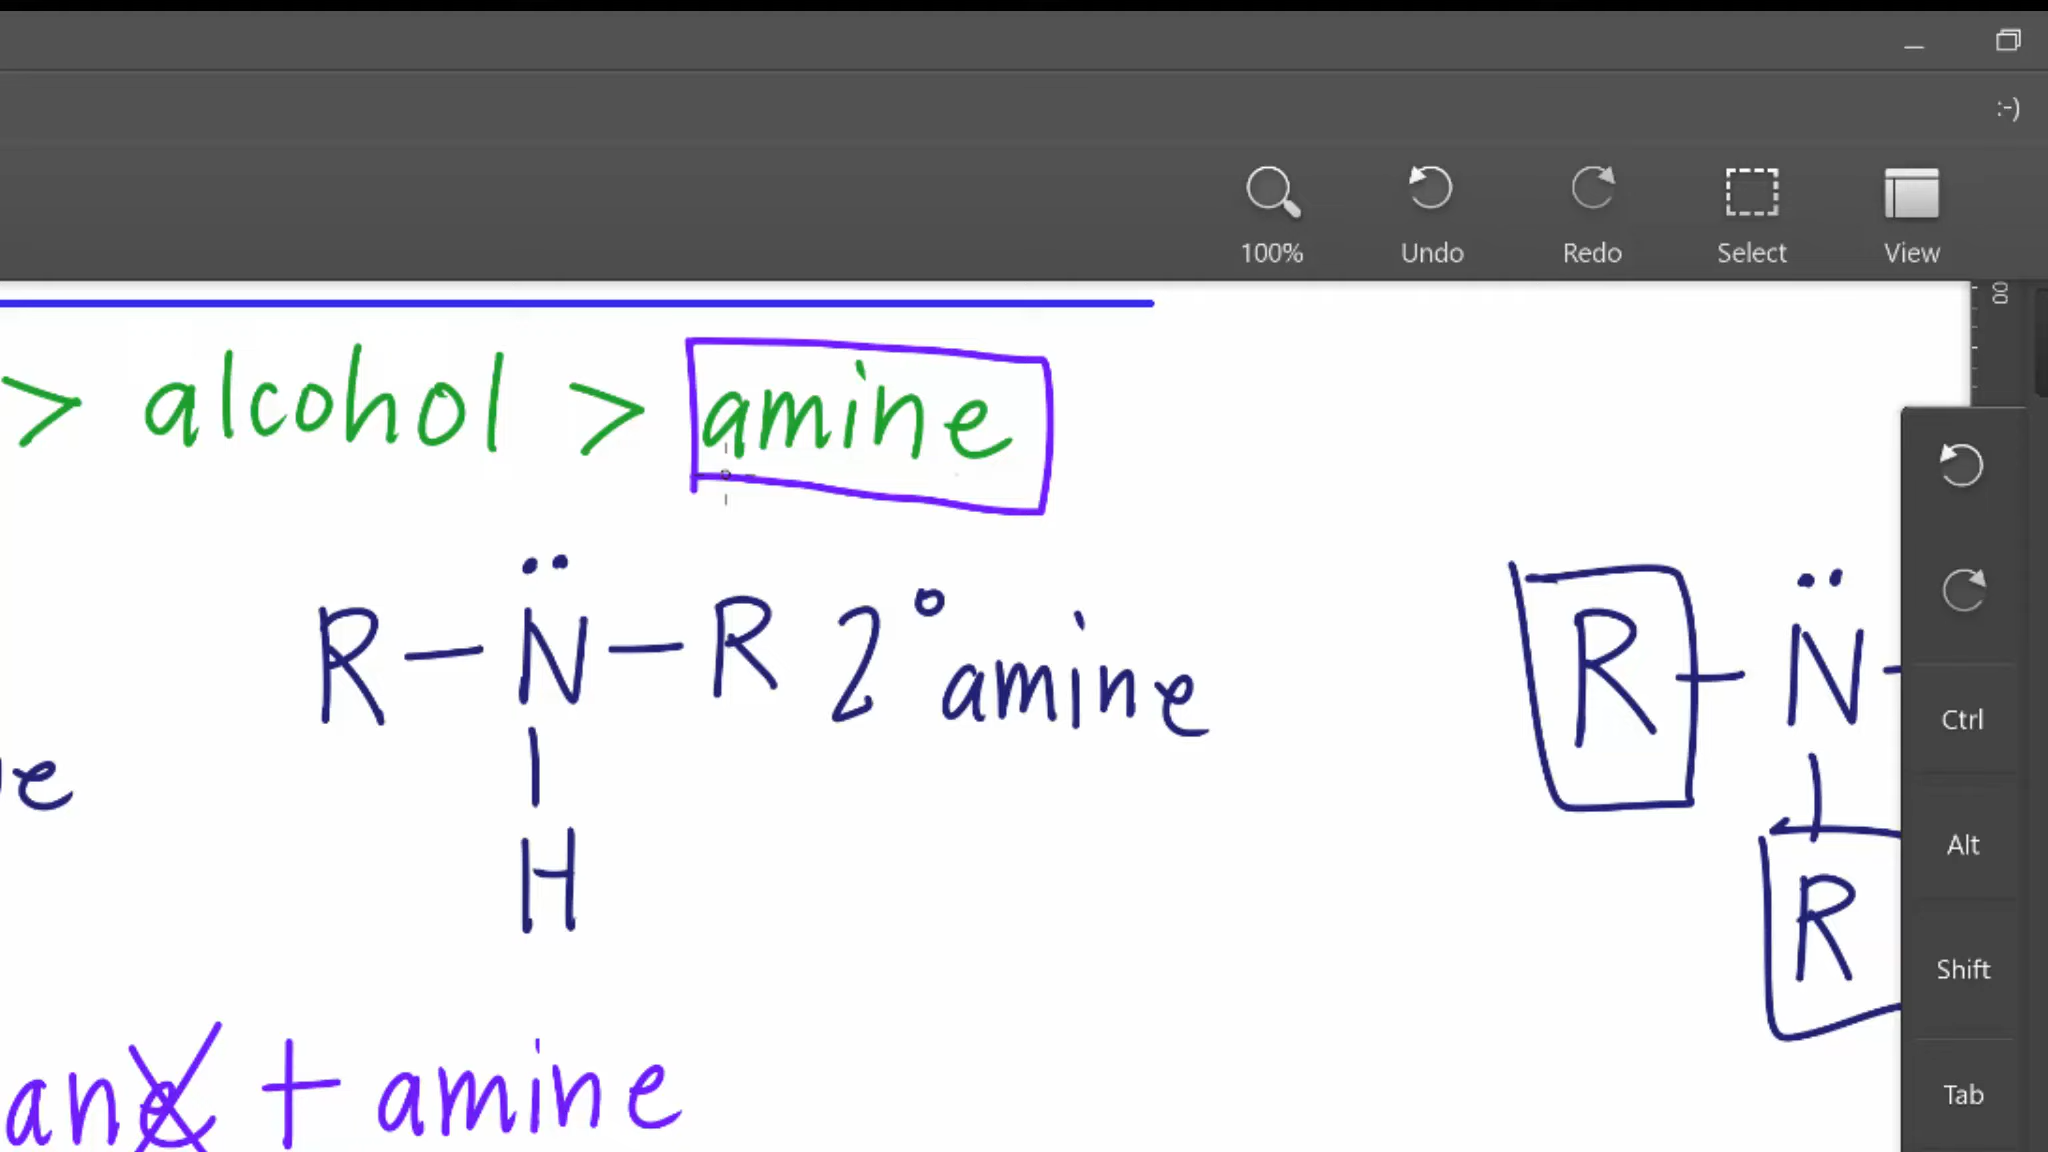 :-)
100% Undo Redo Select View
> alcohol > amine
R — N — R 2° amine
H
R — N -
R
an + amine
Ctrl
Alt
Shift
Tab